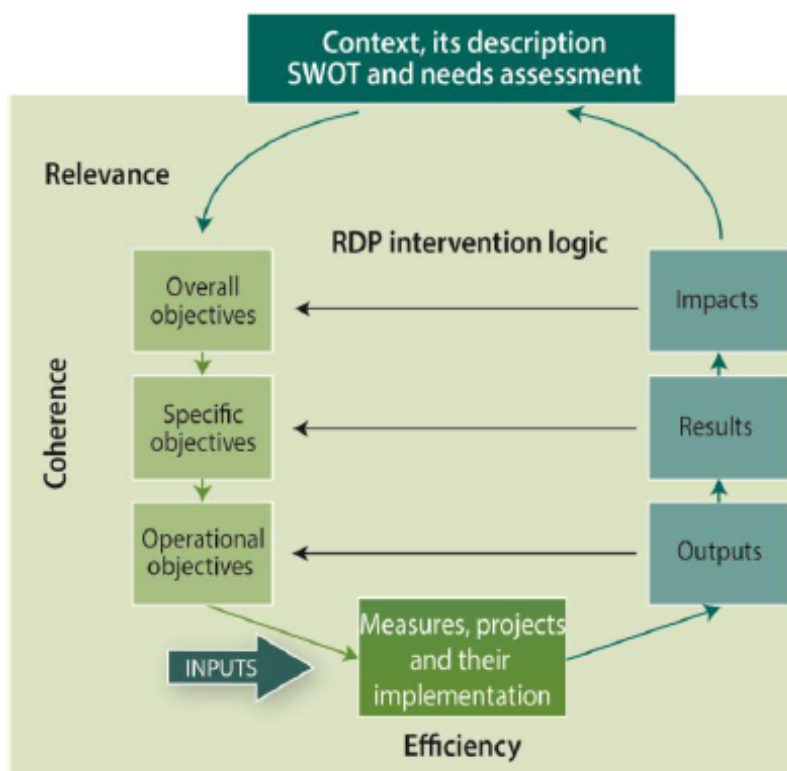 Context, its description
SWOT and needs assessment
Relevance
RDP intervention logic
Overall
objectives
Impacts
Coherence
Specific
objectives
Results
Operational
objectives
Outputs
INPUTS
Measures, projects
and their
implementation
Efficiency